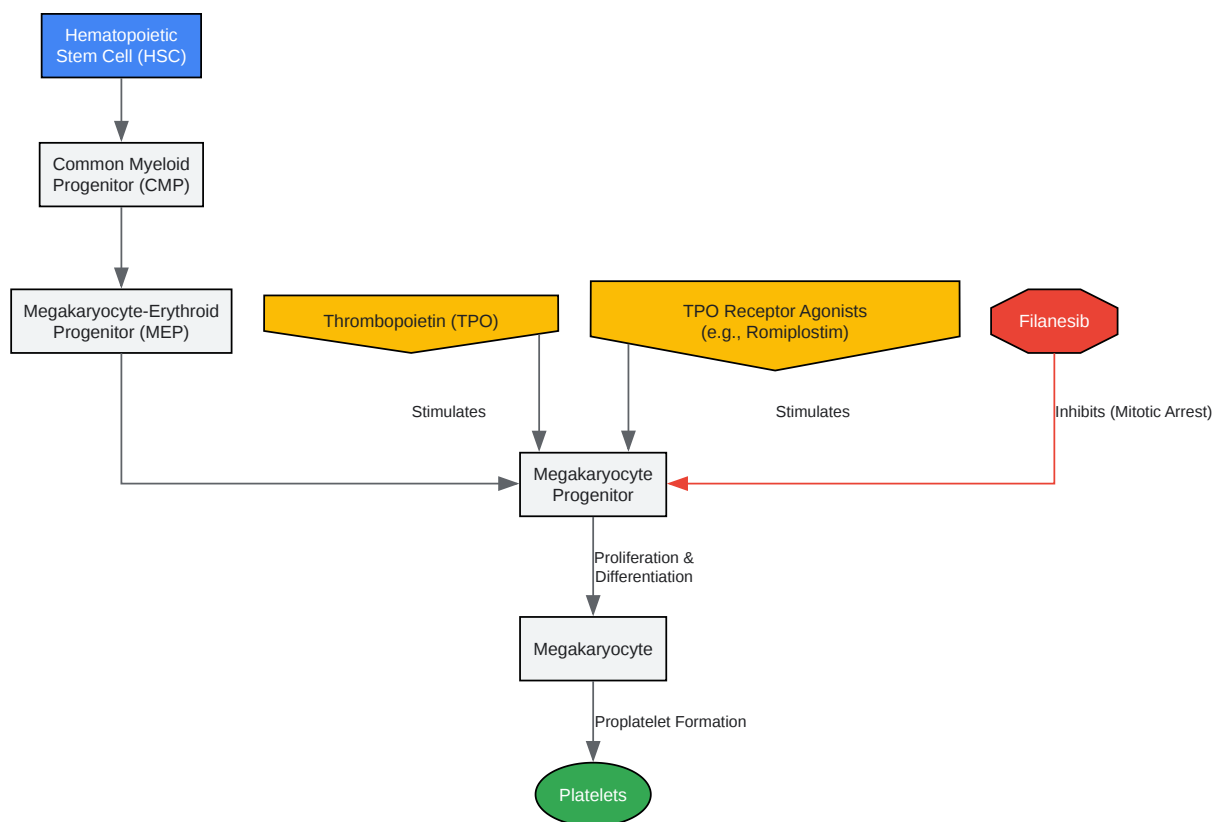 Hematopoietic
Stem Cell (HSC)
Common Myeloid
Progenitor (CMP)
Megakaryocyte-Erythroid
Progenitor (MEP)
Thrombopoietin (TPO)
TPO Receptor Agonists
(e.g., Romiplostim)
Filanesib
Stimulates
Stimulates
Inhibits (Mitotic Arrest)
Megakaryocyte
Progenitor
Proliferation &
Differentiation
Megakaryocyte
Proplatelet Formation
Platelets